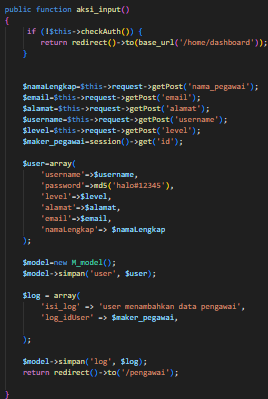 public function aksi_input()
{
if (!$this->checkAuth()) {
return redirect()->to(base_url('/home/dashboard'));
}
$namaLengkap=$this->request->getPost('nama_pegawai');
$email=$this->request->getPost('email');
$alamat=$this->request->getPost('alamat');
$username=$this->request->getPost('username');
$level=$this->request->getPost('level');
$maker_pegawai=session()->get('id');
$user=array(
'username'=>$username,
'password'=>md5('halo#12345'),
'level'=>$level,
'alamat'=>$alamat,
'email'=>$email,
'namaLengkap'=> $namaLengkap
);
$model=new M_model();
$model->simpan('user', $user);
$log = array(
'isi_log' => 'user menambahkan data pengawai',
'log_idUser' => $maker_pegawai,
);
$model->simpan('log', $log);
return redirect()->to('/pengawai');
}